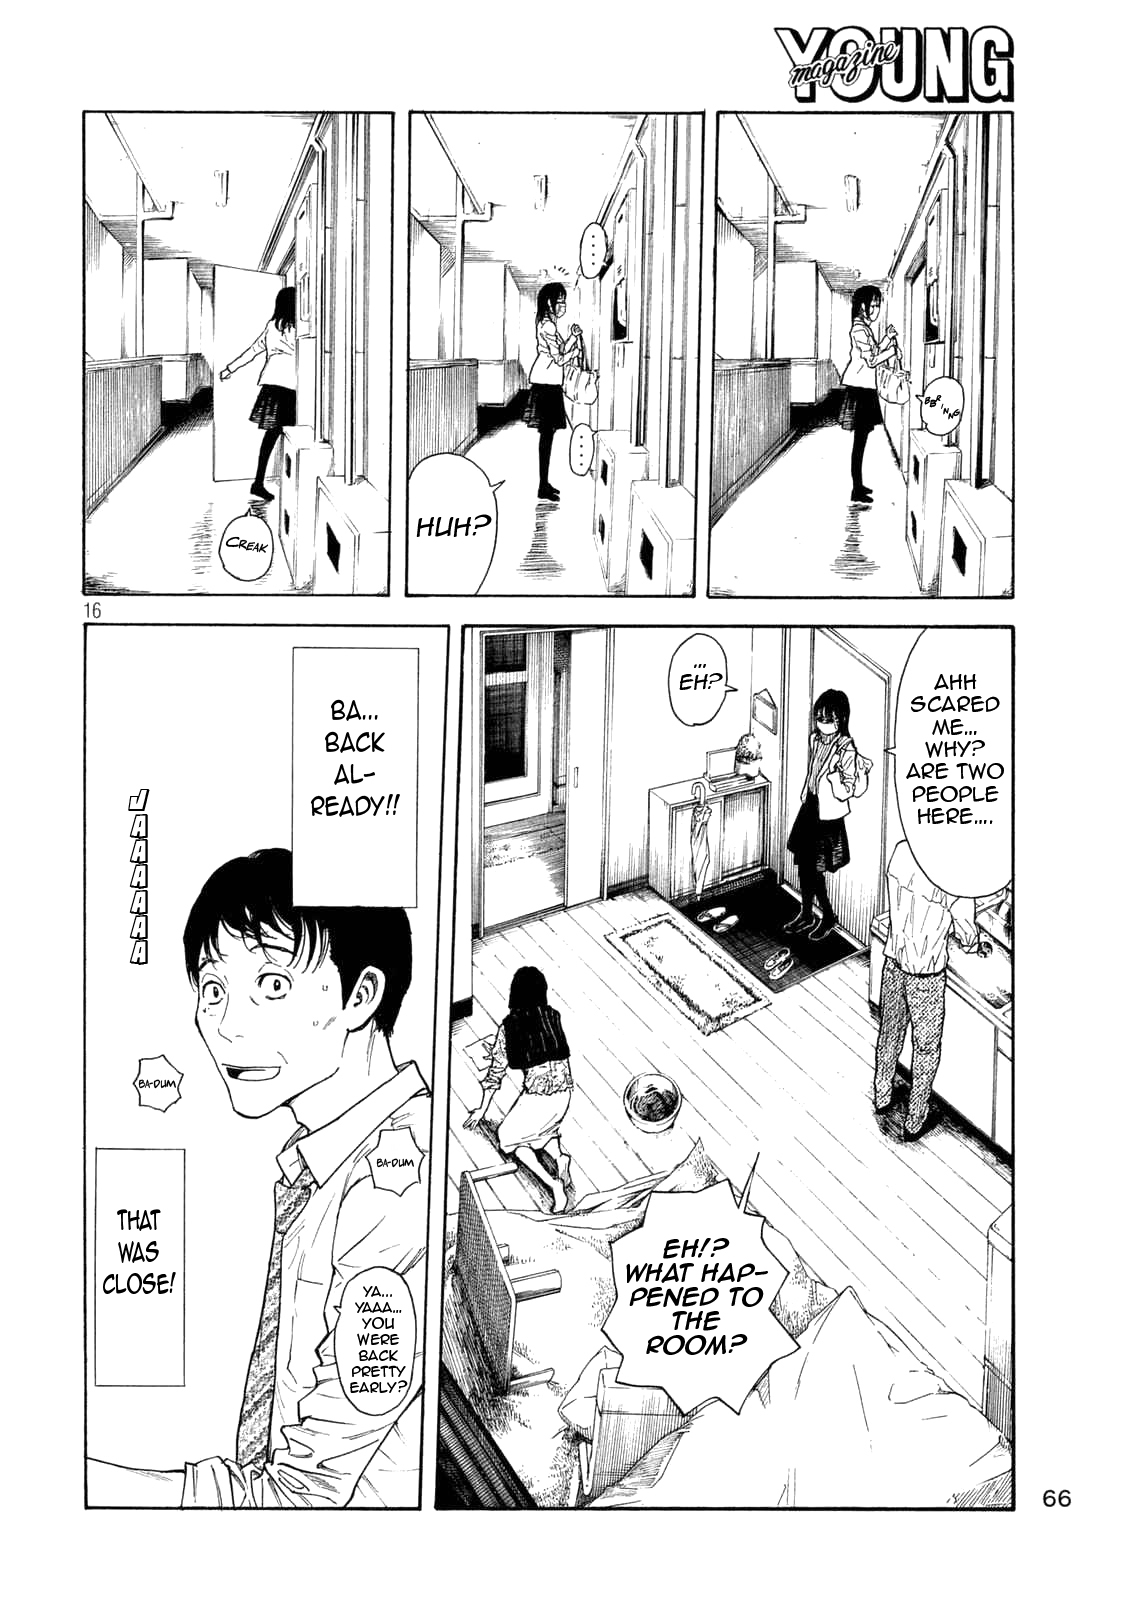 YOUNG
magazine
BBRINNG
....
....
HUH?
CREAK
16
AHH
SCARED
ME...
WHY?
ARE TWO
PEOPLE
HERE....
...
EH?
EH!?
WHAT HAP-
PENED TO
THE
ROOM?
BA...
BACK
AL-
READY!!
JAAAAAA
BA-DUM
BA-DUM
YA...
YAAA...
YOU
WERE
BACK
PRETTY
EARLY?
THAT
WAS
CLOSE!
66